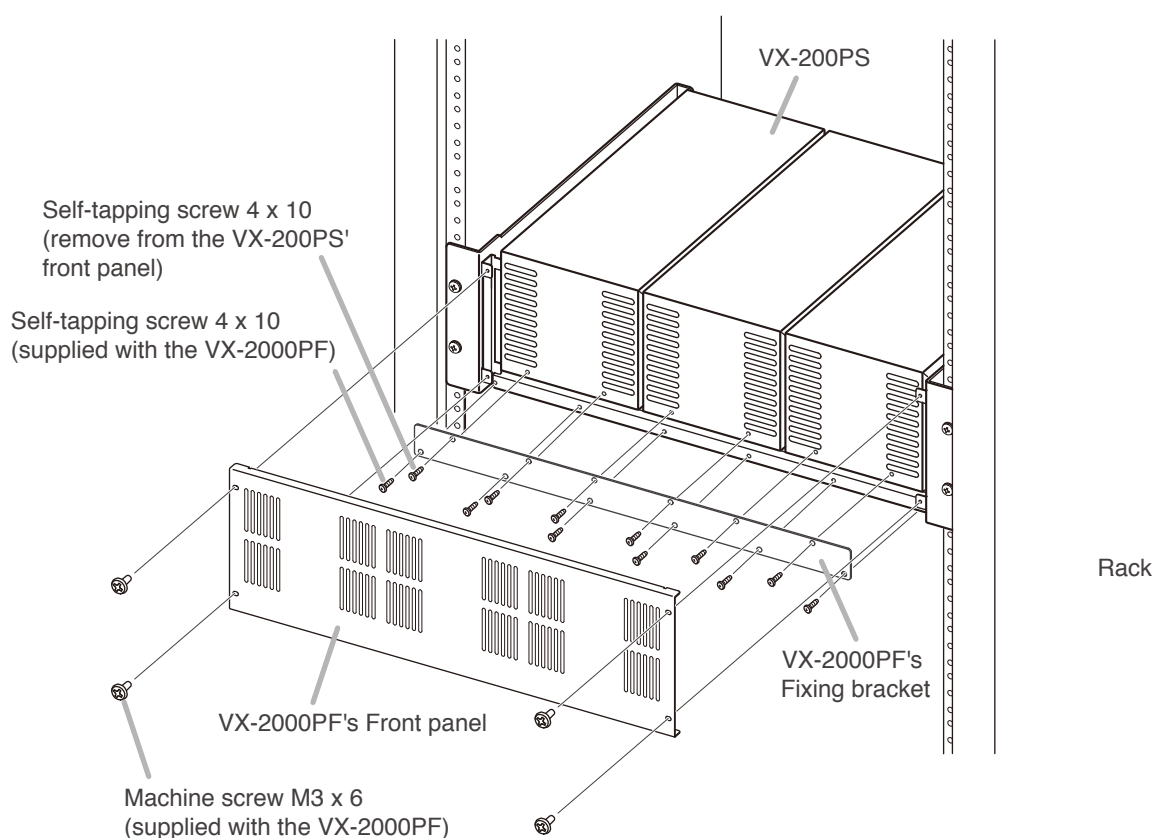 VX-200PS
Self-tapping screw 4 x 10
(remove from the VX-200PS'
front panel)
Self-tapping screw 4 x 10
(supplied with the VX-2000PF)
Rack
VX-2000PF's
Fixing bracket
VX-2000PF's Front panel
Machine screw M3 x 6
(supplied with the VX-2000PF)